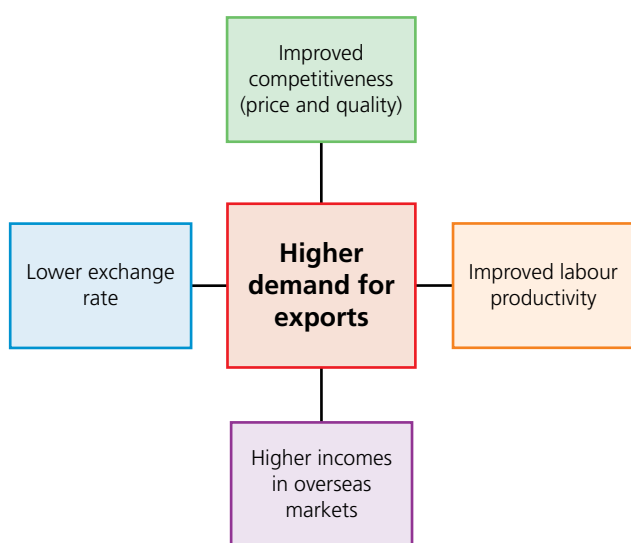 Improved
competitiveness
(price and quality)
Lower exchange
rate
Higher
demand for
exports
Improved labour
productivity
Higher incomes
in overseas
markets